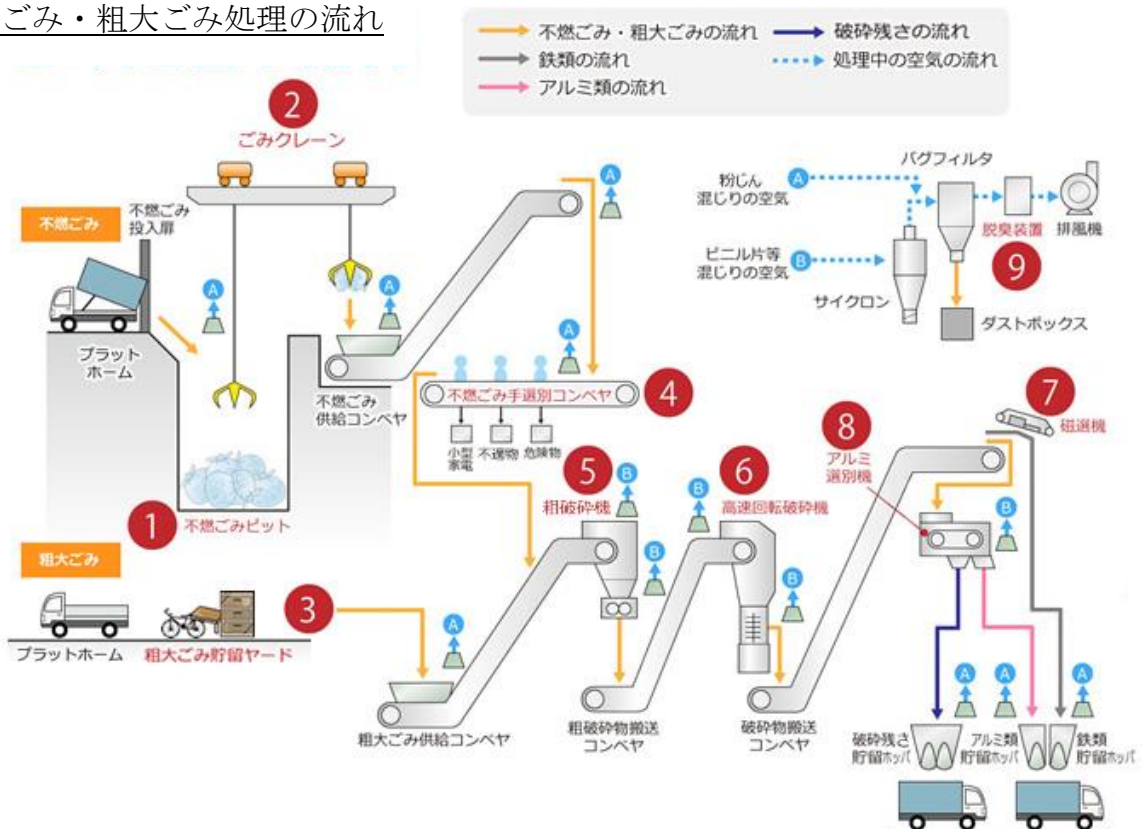 ごみ・粗大ごみ処理の流れ
不燃ごみ・粗大ごみの流れ
破砕残さの流れ
鉄類の流れ
処理中の空気の流れ
アルミ類の流れ
2
ごみクレーン
不燃ごみ
不燃ごみ
投入扉
A
A
A
A
プラット
ホーム
不燃ごみ
供給コンベヤ
1
不燃ごみピット
粉じん
混じりの空気
A
ビニル片等
混じりの空気
B
バグフィルタ
サイクロン
脱臭装置
排風機
9
ダストボックス
不燃ごみ手選別コンベヤ
4
小型
家電
不適物
危険物
粗大ごみ
プラットホーム
粗大ごみ貯留ヤード
3
A
粗大ごみ供給コンベヤ
5
粗破砕機
B
B
粗破砕物搬送
コンベヤ
6
高速回転破砕機
B
B
破砕物搬送
コンベヤ
7
磁選機
8
アルミ
選別機
B
A
A
A
破砕残さ
貯留ホッパ
アルミ類
貯留ホッパ
鉄類
貯留ホッパ